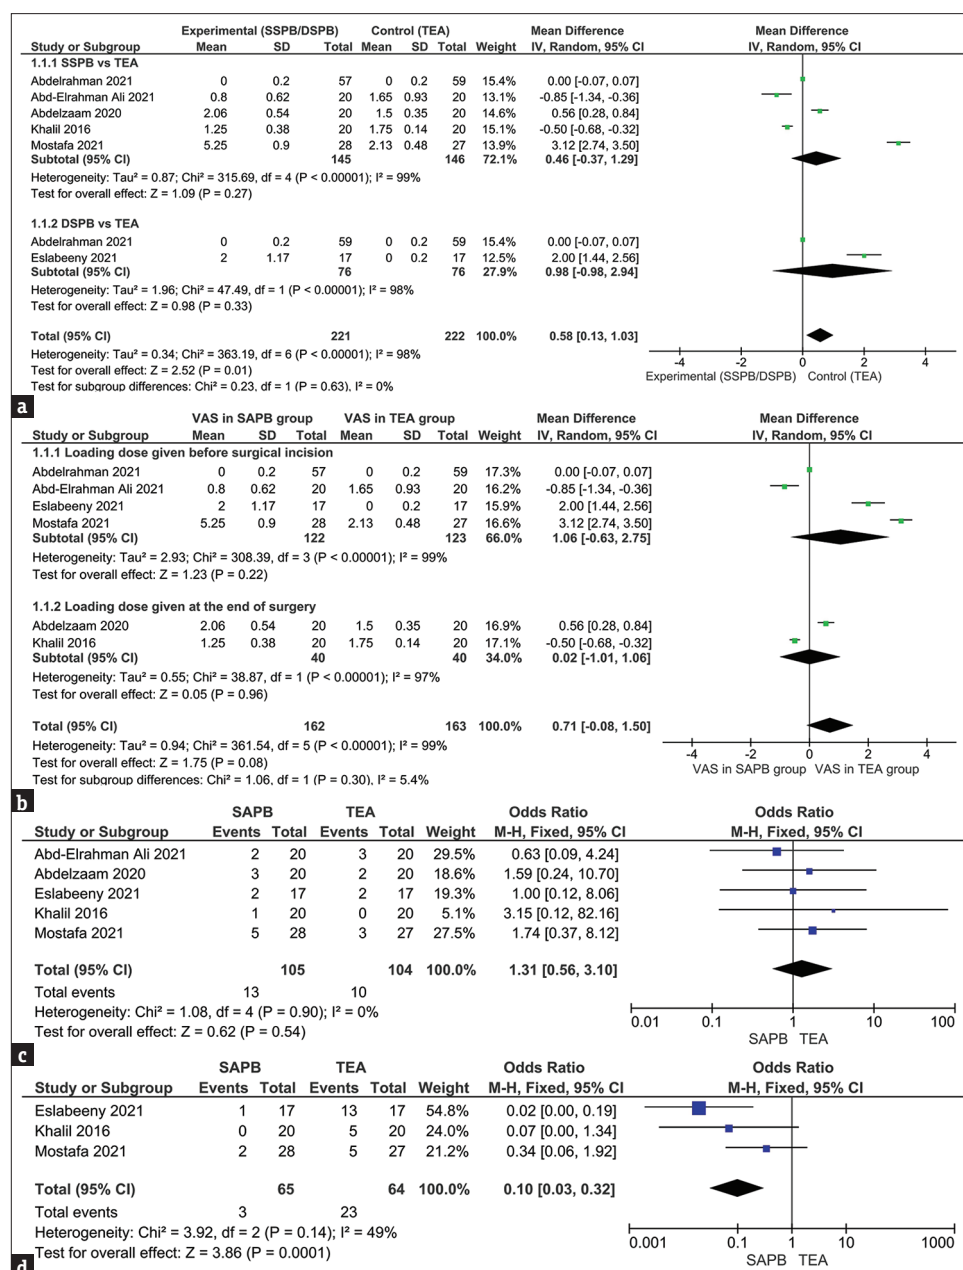 Experimental (SSPB/DSPB) Control (TEA) Mean Difference Mean Difference
Study or Subgroup Mean SD Total Mean SD Total Weight IV, Random, 95% CI IV, Random, 95% CI
1.1.1 SSPB vs TEA
Abdelrahman 2021 0 0.2 57 0 0.2 59 15.4% 0.00 [-0.07, 0.07]
Abd-Elrahman Ali 2021 0.8 0.62 20 1.65 0.93 20 13.1% -0.85 [-1.34, -0.36]
Abdelzaam 2020 2.06 0.54 20 1.5 0.35 20 14.6% 0.56 [0.28, 0.84]
Khalil 2016 1.25 0.38 20 1.75 0.14 20 15.1% -0.50 [-0.68, -0.32]
Mostafa 2021 5.25 0.9 28 2.13 0.48 27 13.9% 3.12 [2.74, 3.50]
Subtotal (95% CI) 145 146 72.1% 0.46 [-0.37, 1.29]
Heterogeneity: Tau² = 0.87; Chi² = 315.69, df = 4 (P < 0.00001); I² = 99%
Test for overall effect: Z = 1.09 (P = 0.27)
1.1.2 DSPB vs TEA
Abdelrahman 2021 0 0.2 59 0 0.2 59 15.4% 0.00 [-0.07, 0.07]
Eslabeeny 2021 2 1.17 17 0 0.2 17 12.5% 2.00 [1.44, 2.56]
Subtotal (95% CI) 76 76 27.9% 0.98 [-0.98, 2.94]
Heterogeneity: Tau² = 1.96; Chi² = 47.49, df = 1 (P < 0.00001); I² = 98%
Test for overall effect: Z = 0.98 (P = 0.33)
Total (95% CI) 221 222 100.0% 0.58 [0.13, 1.03]
Heterogeneity: Tau² = 0.34; Chi² = 363.19, df = 6 (P < 0.00001); I² = 98%
Test for overall effect: Z = 2.52 (P = 0.01)
Test for subgroup differences: Chi² = 0.23, df = 1 (P = 0.63), I² = 0%
-4 -2 0 2 4
Experimental (SSPB/DSPB) Control (TEA)
a
VAS in SAPB group VAS in TEA group Mean Difference Mean Difference
Study or Subgroup Mean SD Total Mean SD Total Weight IV, Random, 95% CI IV, Random, 95% CI
1.1.1 Loading dose given before surgical incision
Abdelrahman 2021 0 0.2 57 0 0.2 59 17.3% 0.00 [-0.07, 0.07]
Abd-Elrahman Ali 2021 0.8 0.62 20 1.65 0.93 20 16.2% -0.85 [-1.34, -0.36]
Eslabeeny 2021 2 1.17 17 0 0.2 17 15.9% 2.00 [1.44, 2.56]
Mostafa 2021 5.25 0.9 28 2.13 0.48 27 16.6% 3.12 [2.74, 3.50]
Subtotal (95% CI) 122 123 66.0% 1.06 [-0.63, 2.75]
Heterogeneity: Tau² = 2.93; Chi² = 308.39, df = 3 (P < 0.00001); I² = 99%
Test for overall effect: Z = 1.23 (P = 0.22)
1.1.2 Loading dose given at the end of surgery
Abdelzaam 2020 2.06 0.54 20 1.5 0.35 20 16.9% 0.56 [0.28, 0.84]
Khalil 2016 1.25 0.38 20 1.75 0.14 20 17.1% -0.50 [-0.68, -0.32]
Subtotal (95% CI) 40 40 34.0% 0.02 [-1.01, 1.06]
Heterogeneity: Tau² = 0.55; Chi² = 38.87, df = 1 (P < 0.00001); I² = 97%
Test for overall effect: Z = 0.05 (P = 0.96)
Total (95% CI) 162 163 100.0% 0.71 [-0.08, 1.50]
Heterogeneity: Tau² = 0.94; Chi² = 361.54, df = 5 (P < 0.00001); I² = 99%
Test for overall effect: Z = 1.75 (P = 0.08)
Test for subgroup differences: Chi² = 1.06, df = 1 (P = 0.30), I² = 5.4%
-4 -2 0 2 4
VAS in SAPB group VAS in TEA group
b
SAPB TEA Odds Ratio Odds Ratio
Study or Subgroup Events Total Events Total Weight M-H, Fixed, 95% CI M-H, Fixed, 95% CI
Abd-Elrahman Ali 2021 2 20 3 20 29.5% 0.63 [0.09, 4.24]
Abdelzaam 2020 3 20 2 20 18.6% 1.59 [0.24, 10.70]
Eslabeeny 2021 2 17 2 17 19.3% 1.00 [0.12, 8.06]
Khalil 2016 1 20 0 20 5.1% 3.15 [0.12, 82.16]
Mostafa 2021 5 28 3 27 27.5% 1.74 [0.37, 8.12]
Total (95% CI) 105 104 100.0% 1.31 [0.56, 3.10]
Total events 13 10
Heterogeneity: Chi² = 1.08, df = 4 (P = 0.90); I² = 0%
Test for overall effect: Z = 0.62 (P = 0.54)
0.01 0.1 1 10 100
SAPB TEA
c
SAPB TEA Odds Ratio Odds Ratio
Study or Subgroup Events Total Events Total Weight M-H, Fixed, 95% CI M-H, Fixed, 95% CI
Eslabeeny 2021 1 17 13 17 54.8% 0.02 [0.00, 0.19]
Khalil 2016 0 20 5 20 24.0% 0.07 [0.00, 1.34]
Mostafa 2021 2 28 5 27 21.2% 0.34 [0.06, 1.92]
Total (95% CI) 65 64 100.0% 0.10 [0.03, 0.32]
Total events 3 23
Heterogeneity: Chi² = 3.92, df = 2 (P = 0.14); I² = 49%
Test for overall effect: Z = 3.86 (P = 0.0001)
0.001 0.1 1 10 1000
SAPB TEA
d